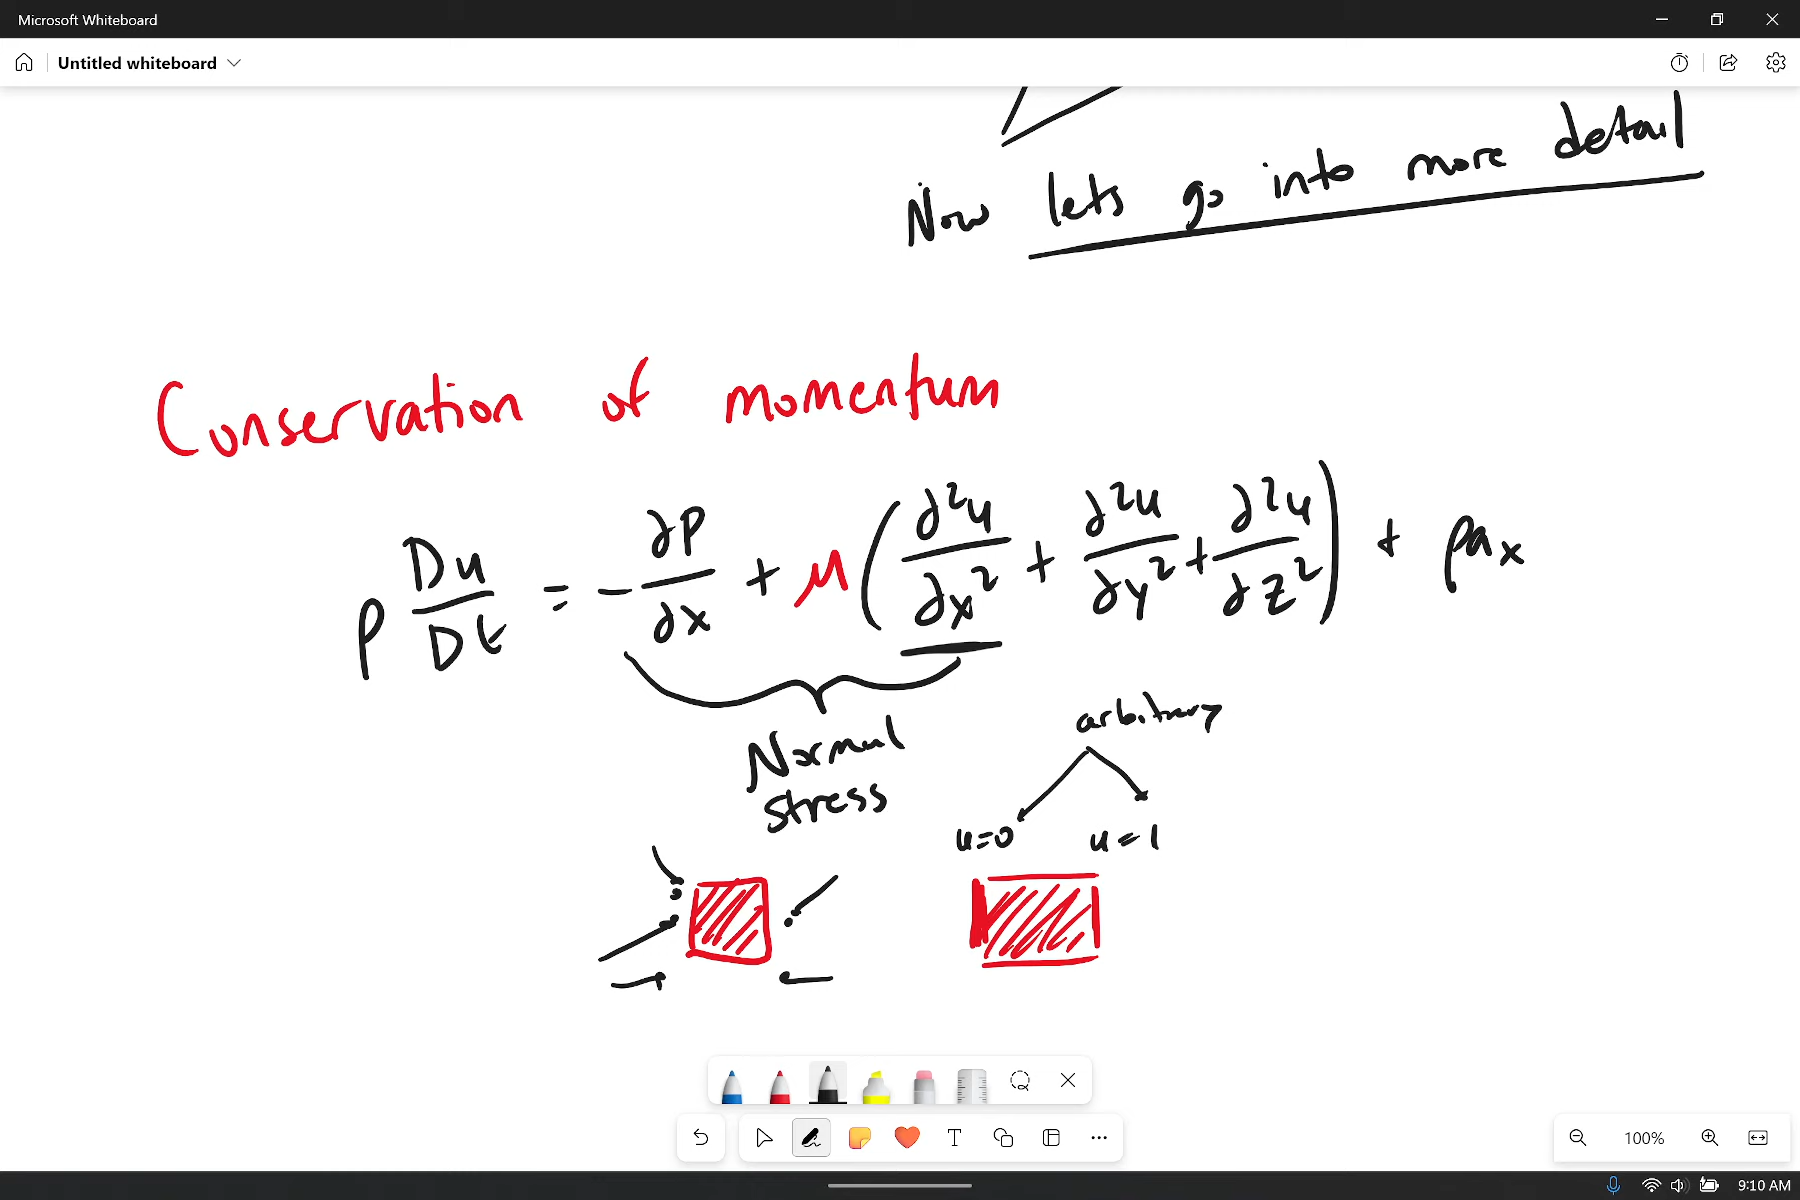 Microsoft Whiteboard
Untitled whiteboard
Now lets go into more detail
Conservation of momentum
ρ Du/Dt = -∂P/∂x + μ(∂²u/∂x² + ∂²u/∂y² + ∂²u/∂z²) + ρaₓ
Normal
stress
arbitrary
u=0 u=1
T
100%
9:10 AM